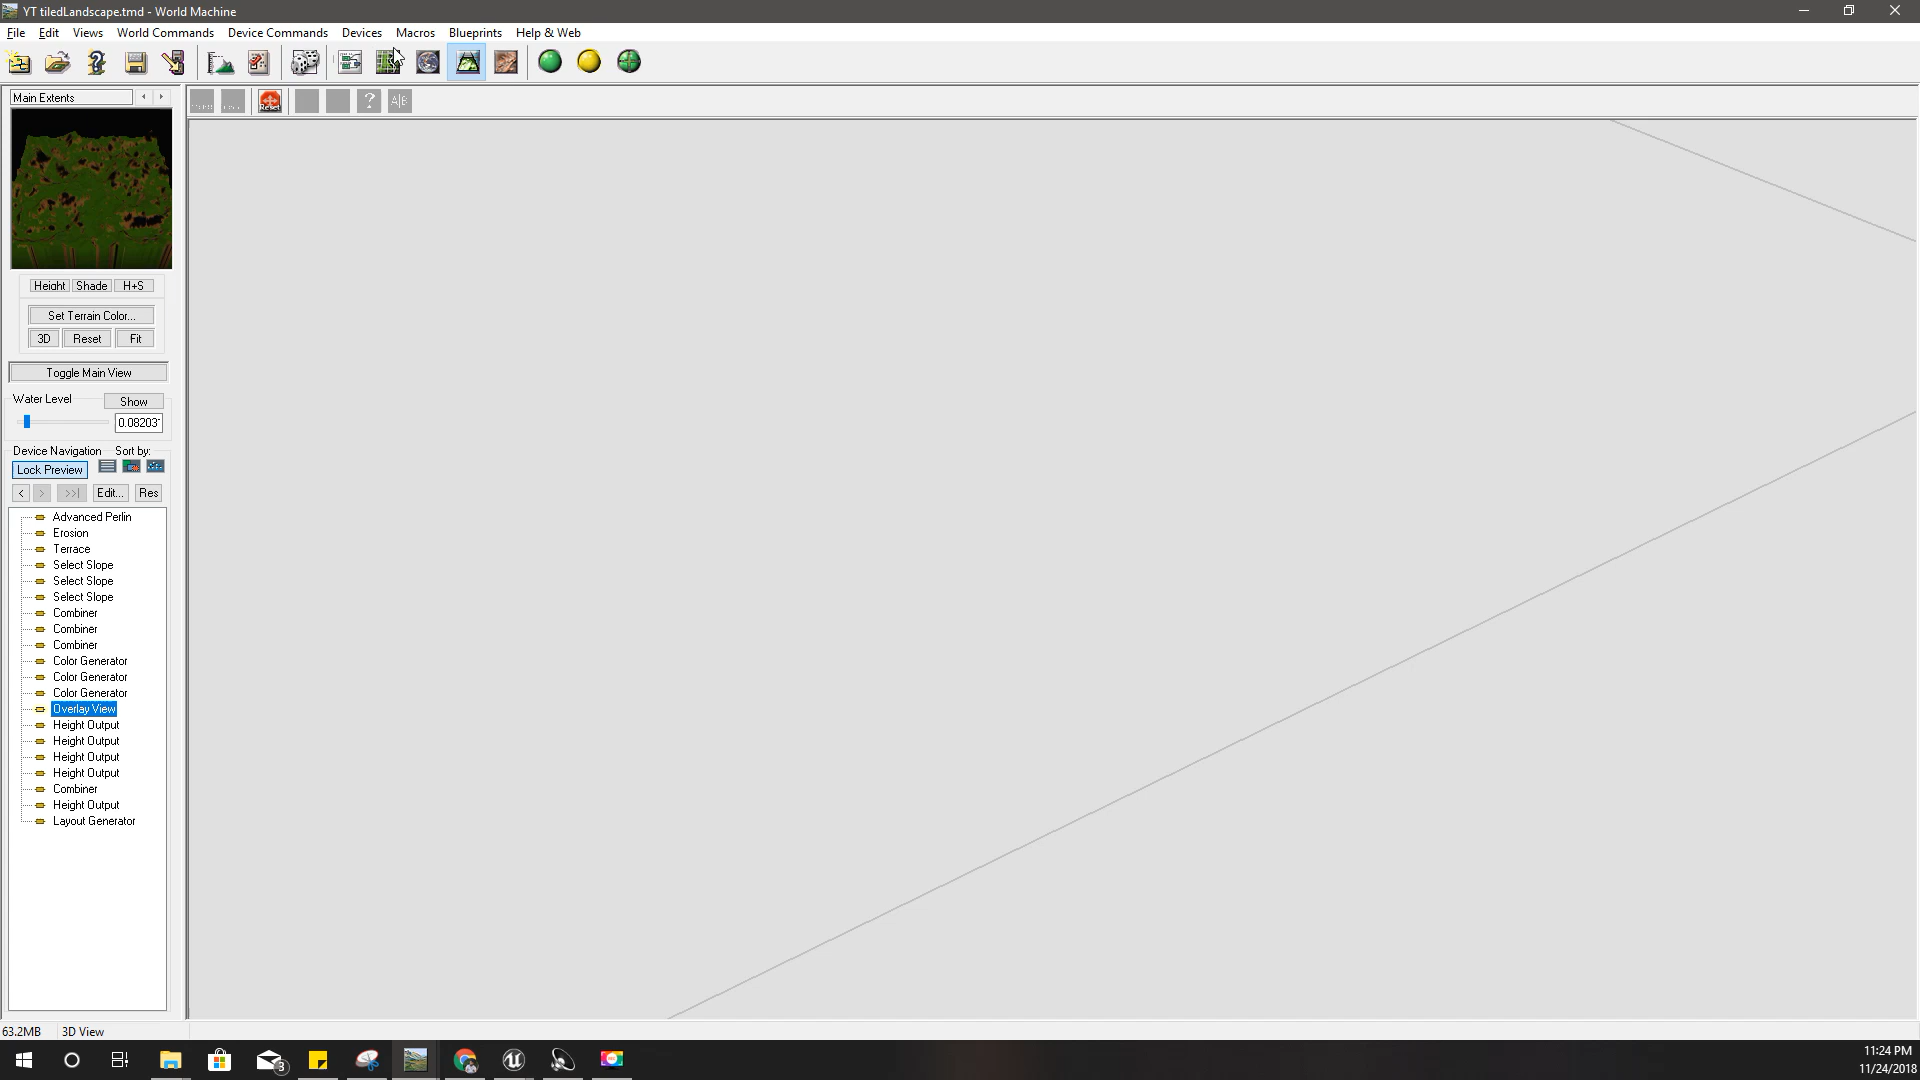 YT tiledLandscape.tmd - World Machine
File Edit Views World Commands Device Commands Devices Macros Blueprints Help & Web
Main Extents
Reset
?
A|B
Height Shade H+S
Set Terrain Color...
3D Reset Fit
Toggle Main View
Water Level Show
0.08203
Device Navigation Sort by:
Lock Preview
< > >>| Edit... Res
Advanced Perlin
Erosion
Terrace
Select Slope
Select Slope
Select Slope
Combiner
Combiner
Combiner
Color Generator
Color Generator
Color Generator
Overlay View
Height Output
Height Output
Height Output
Height Output
Combiner
Height Output
Layout Generator
63.2MB 3D View
3
11:24 PM
11/24/2018